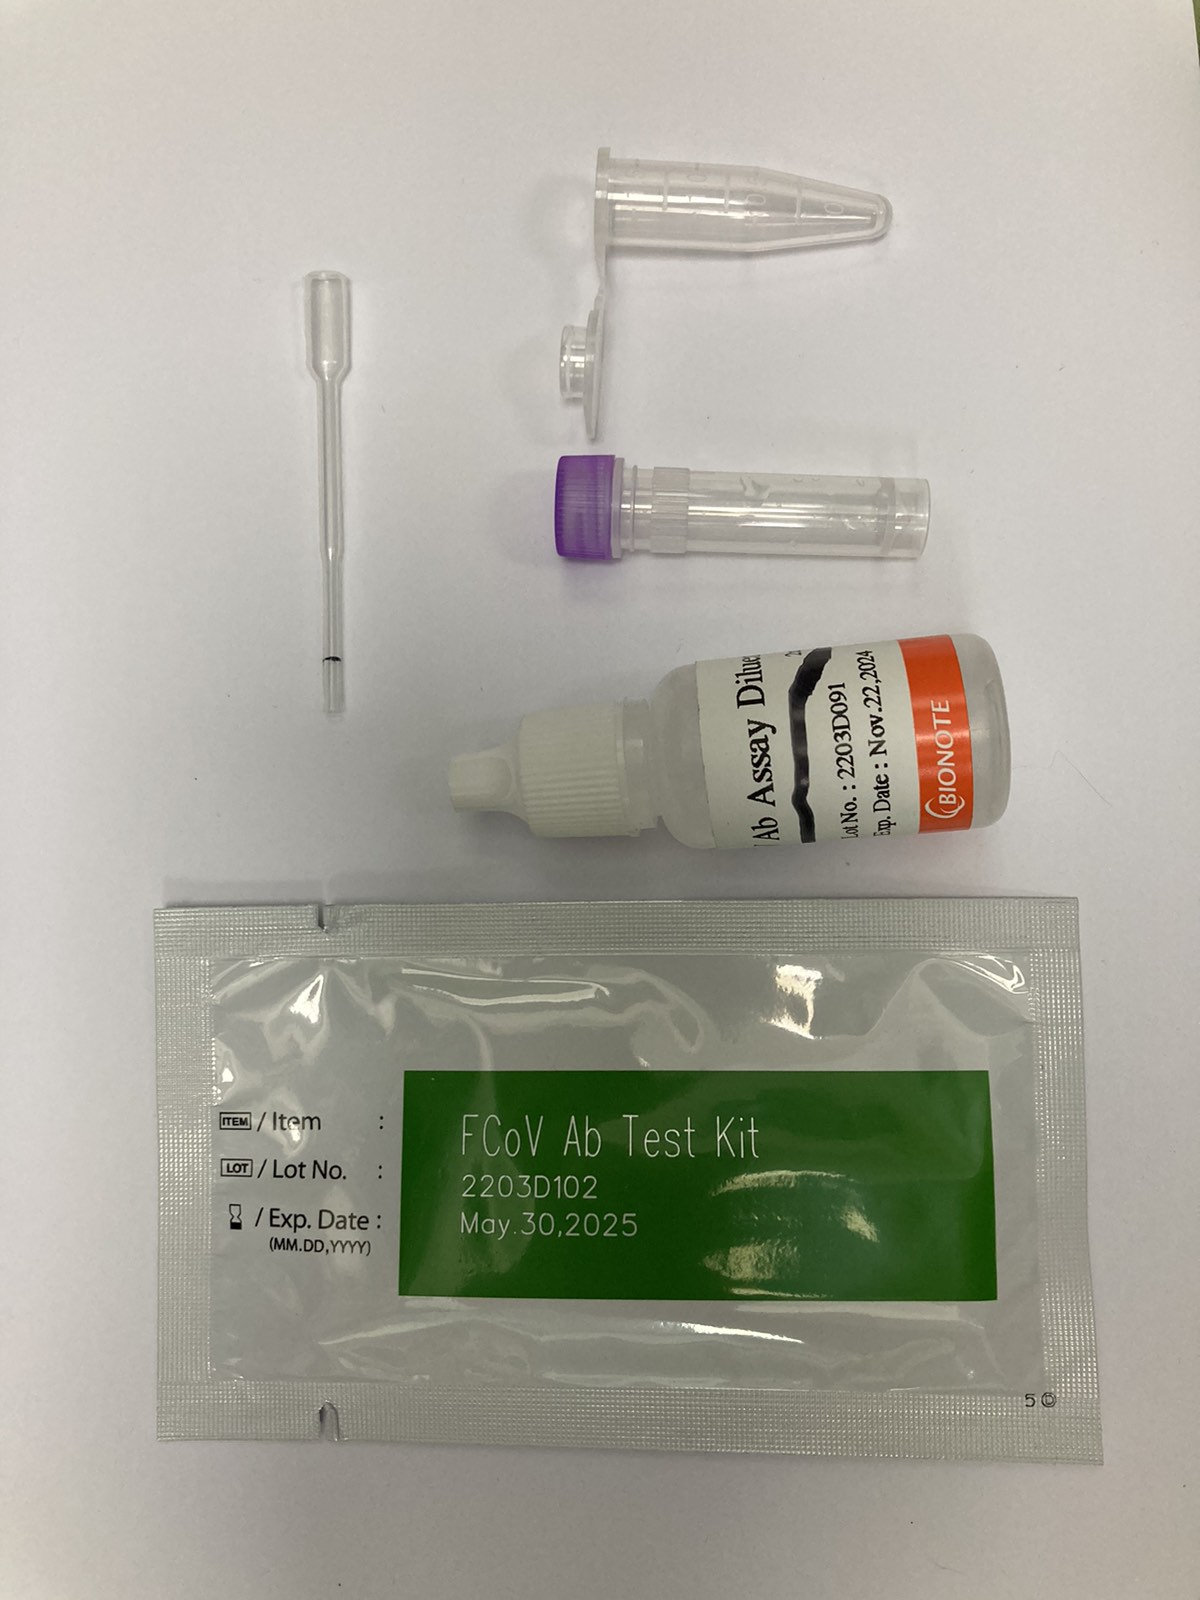 ITEM / Item :
LOT / Lot No. :
/ Exp. Date :
(MM.DD,YYYY)
FCoV Ab Test Kit
2203D102
May.30,2025
5
Ab Assay
Lot No. : 2203D091
Exp. Date : Nov.22,2024
BIONOTE